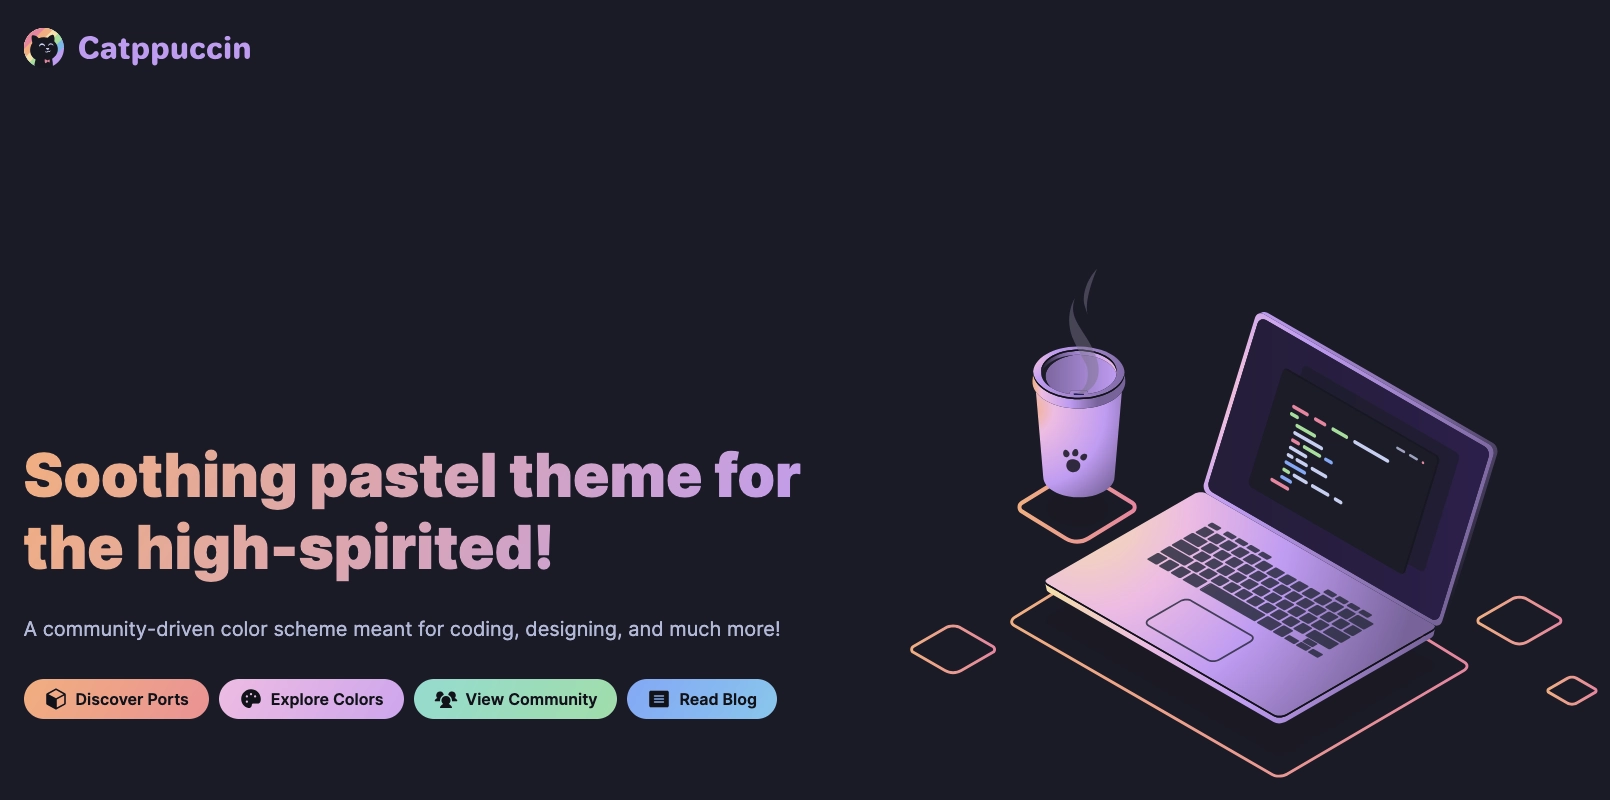 Catppuccin
Soothing pastel theme for
the high-spirited!
A community-driven color scheme meant for coding, designing, and much more!
Discover Ports
Explore Colors
View Community
Read Blog